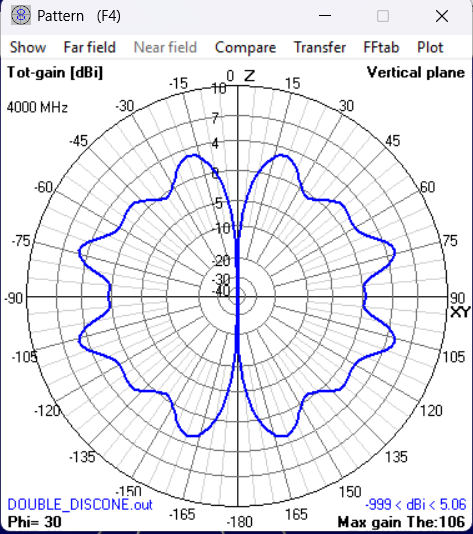 Pattern (F4)
Show Far field Near field Compare Transfer FFtab Plot
Tot-gain [dBi] 0 Z Vertical plane
4000 MHz
-15 10 15
-30 7 30
-45 4 45
-60 0 60
-5
-75 -10 75
-20
-30
-40
-90 90
XY
-105 105
-120 120
-135 135
-150 150
-165 -180 165
DOUBLE_DISCONE.out -999 < dBi < 5.06
Phi= 30 Max gain The:106